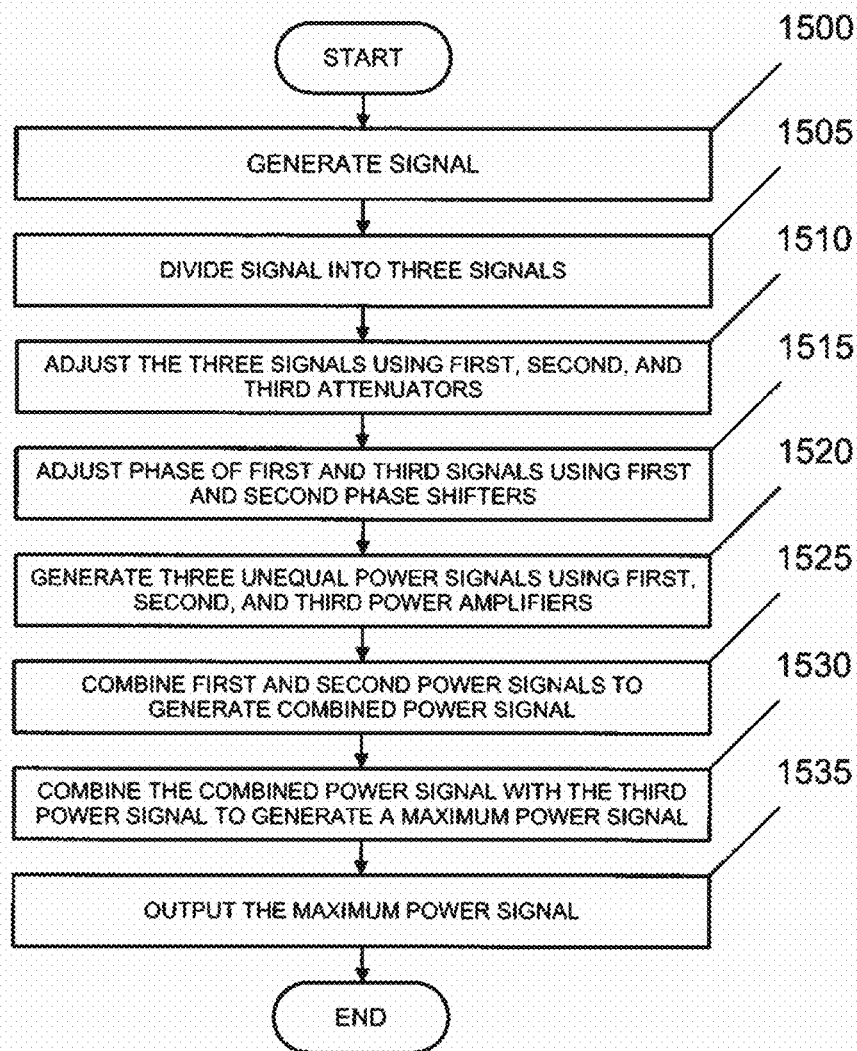 1500
START
1505
GENERATE SIGNAL
1510
DIVIDE SIGNAL INTO THREE SIGNALS
1515
ADJUST THE THREE SIGNALS USING FIRST, SECOND, AND
THIRD ATTENUATORS
1520
ADJUST PHASE OF FIRST AND THIRD SIGNALS USING FIRST
AND SECOND PHASE SHIFTERS
1525
GENERATE THREE UNEQUAL POWER SIGNALS USING FIRST,
SECOND, AND THIRD POWER AMPLIFIERS
1530
COMBINE FIRST AND SECOND POWER SIGNALS TO
GENERATE COMBINED POWER SIGNAL
1535
COMBINE THE COMBINED POWER SIGNAL WITH THE THIRD
POWER SIGNAL TO GENERATE A MAXIMUM POWER SIGNAL
OUTPUT THE MAXIMUM POWER SIGNAL
END